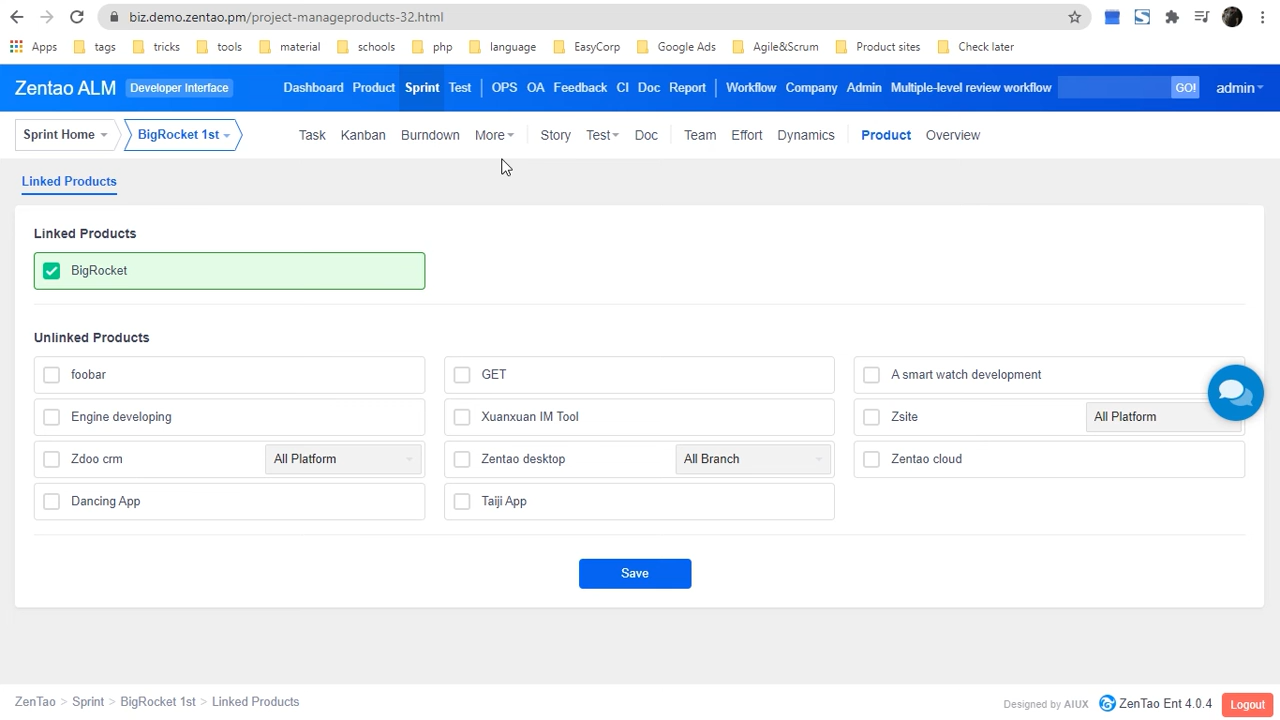 biz.demo.zentao.pm/project-manageproducts-32.html
Apps tags tricks tools material schools php language EasyCorp Google Ads Agile&Scrum Product sites Check later
Zentao ALM Developer Interface Dashboard Product Sprint Test OPS OA Feedback CI Doc Report Workflow Company Admin Multiple-level review workflow GO! admin
Sprint Home BigRocket 1st Task Kanban Burndown More Story Test Doc Team Effort Dynamics Product Overview
Linked Products
Linked Products
BigRocket
Unlinked Products
foobar GET A smart watch development
Engine developing Xuanxuan IM Tool Zsite All Platform
Zdoo crm All Platform Zentao desktop All Branch Zentao cloud
Dancing App Taiji App
Save
ZenTao > Sprint > BigRocket 1st > Linked Products Designed by AIUX ZenTao Ent 4.0.4 Logout